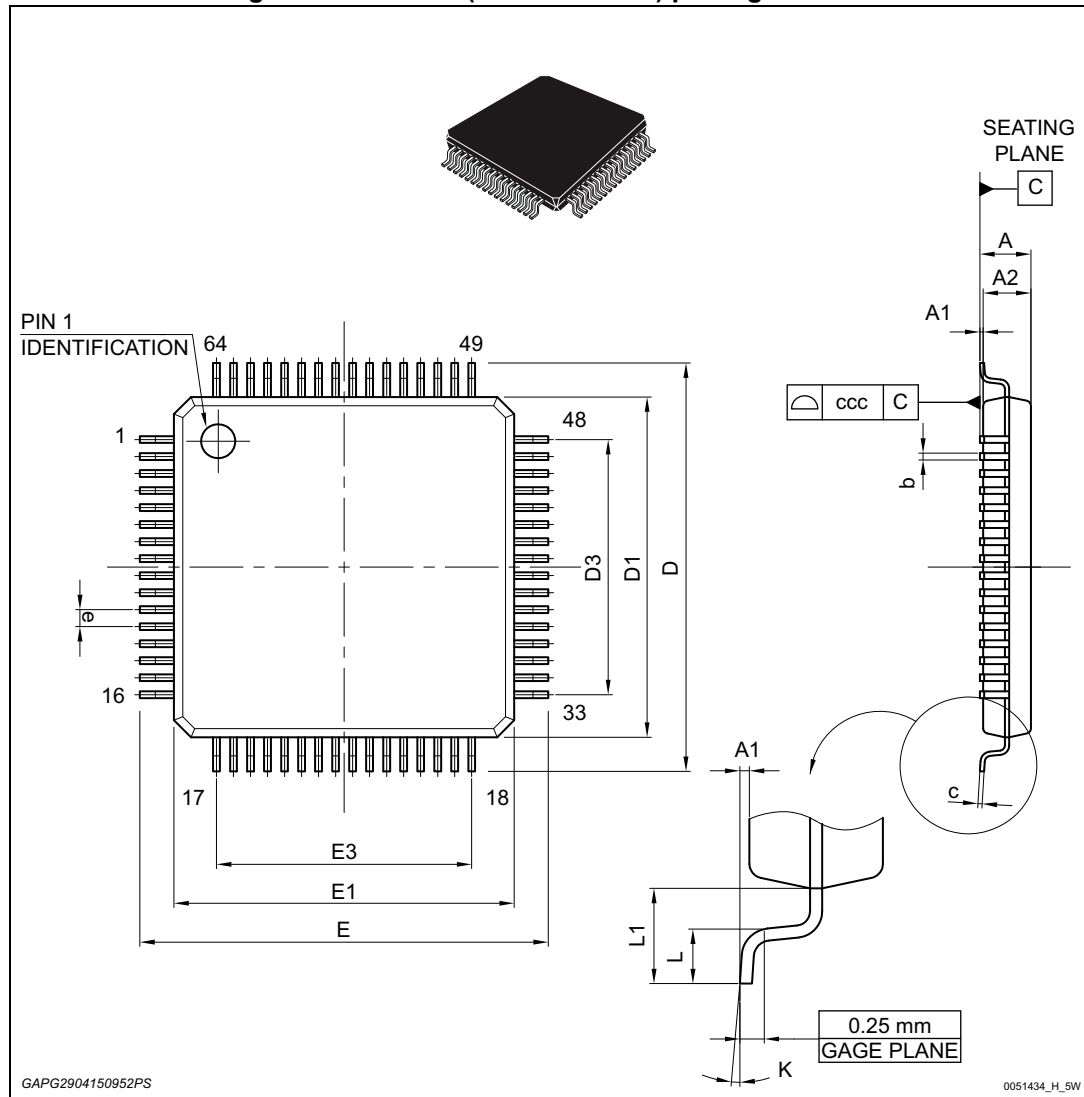 SEATING
PLANE
C
A
A2
A1
PIN 1
IDENTIFICATION
64
49
ccc
C
1
48
b
D3
D1
D
e
16
33
A1
17
18
c
E3
E1
E
L1
L
0.25 mm
GAGE PLANE
K
GAPG2904150952PS
0051434_H_5W